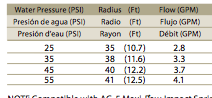 Water Pressure (PSI) Radius (Ft) Flow (GPM)
Presión de agua (PSI) Radio (Ft) Flujo (GPM)
Pression d'eau (PSI) Rayon (Ft) Débit (GPM)
25 35 (10.7) 2.8
35 38 (11.6) 3.3
45 40 (12.2) 3.7
55 41 (12.5) 4.1